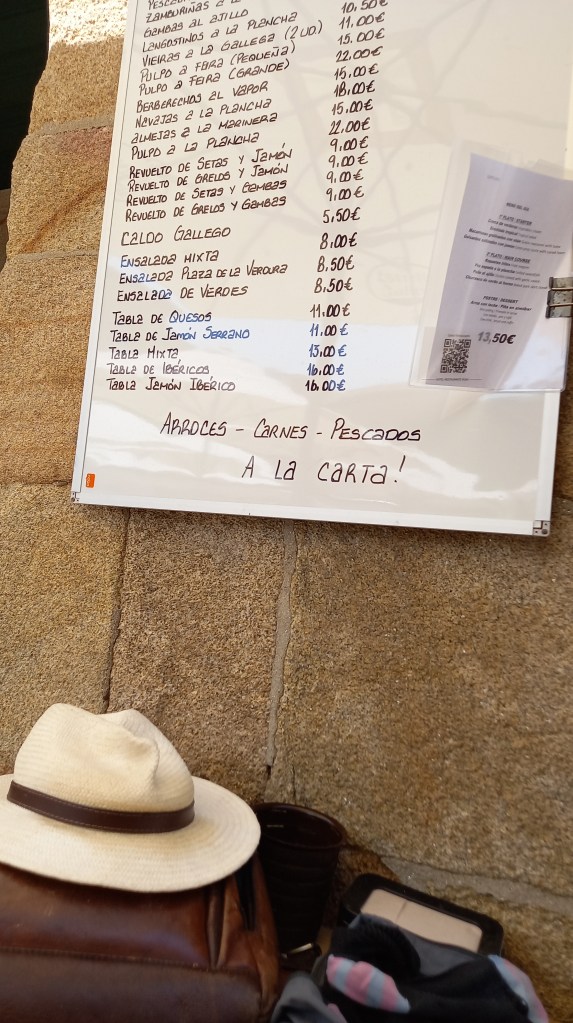 GAMBAS AL AJILLO
LANGOSTINOS A LA PLANCHA 10,50€
VIEIRAS A LA GALLEGA (2 UD.) 11,00€
PULPO A FEIRA (PEQUEÑA) 15.00€
PULPO A FEIRA (GRANDE) 22,00€
BERBERECHOS AL VAPOR 15,00€
NAVAJAS A LA PLANCHA 18,00€
ALMEJAS A LA MARINERA 15,00€
PULPO A LA PLANCHA 22,00€
REVUELTO DE SETAS Y JAMÓN 9,00€
REVUELTO DE GRELOS Y JAMÓN 9,00€
REVUELTO DE SETAS Y GAMBAS 9,00€
REVUELTO DE GRELOS Y GAMBAS 9,00€
CALDO GALLEGO 5,50€
ENSALADA MIXTA 8,00€
ENSALADA PLAZA DE LA VERDURA 8,50€
ENSALADA DE VERDES 8,50€
TABLA DE QUESOS 11,00€
TABLA DE JAMÓN SERRANO 11,00€
TABLA MIXTA 13,00€
TABLA DE IBÉRICOS 16,00€
TABLA JAMÓN IBÉRICO 16,00€
ARROCES - CARNES - PESCADOS
A LA CARTA!
MENÚ DEL DÍA
13,50€